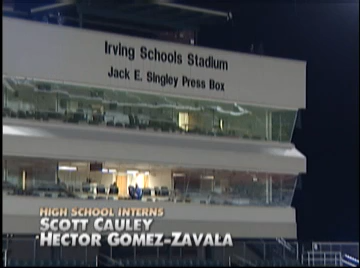 Irving Schools Stadium
Jack E. Singley Press Box
HIGH SCHOOL INTERNS
SCOTT CAULEY
HECTOR GOMEZ-ZAVALA